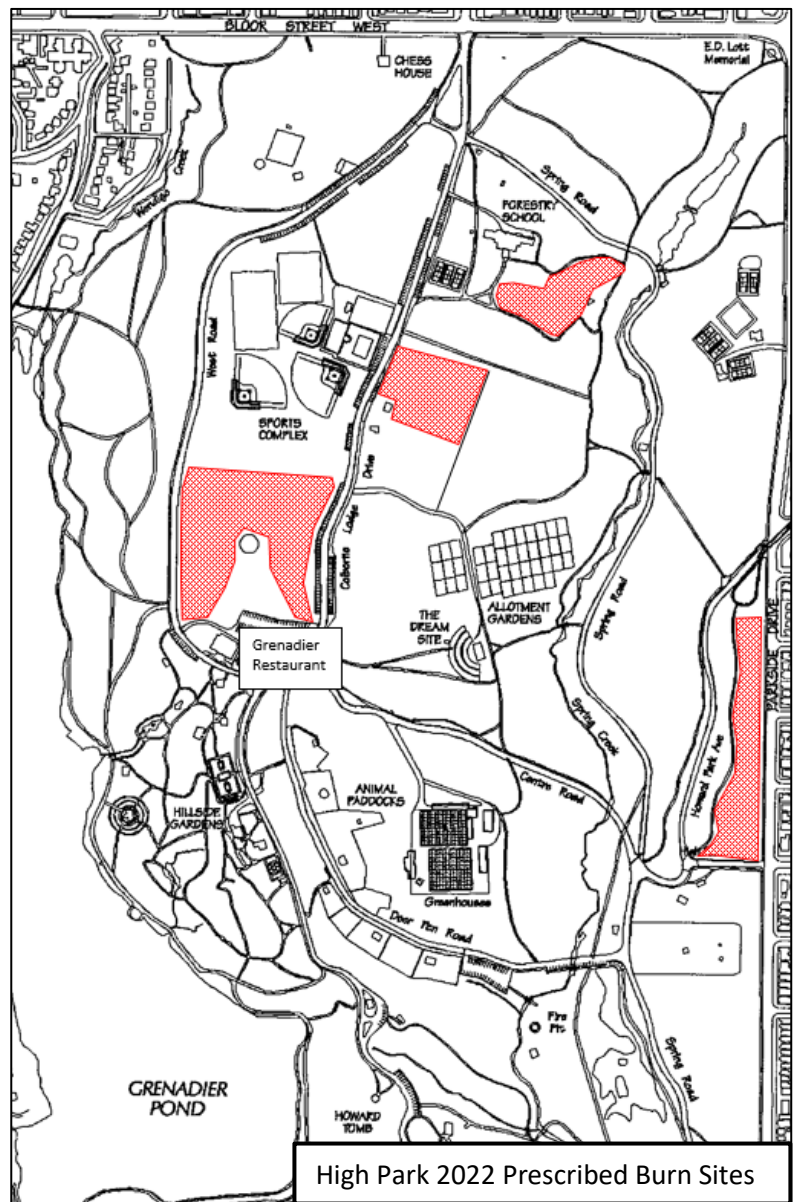 BLOOR STREET WEST
E.D. Lott
Memorial
CHESS
HOUSE
Wendigo Creek
Spring Road
FORESTRY
SCHOOL
West Road
SPORTS
COMPLEX
Colborne Lodge Drive
ALLOTMENT
GARDENS
THE
DREAM
SITE
Spring Road
PARKSIDE DRIVE
Grenadier
Restaurant
Spring Creek
Howard Park Ave
Centre Road
ANIMAL
PADDOCKS
HILLSIDE
GARDENS
Greenhouses
Deer Pen Road
Fire
Pit
Spring Road
GRENADIER
POND
HOWARD
TOMB
High Park 2022 Prescribed Burn Sites